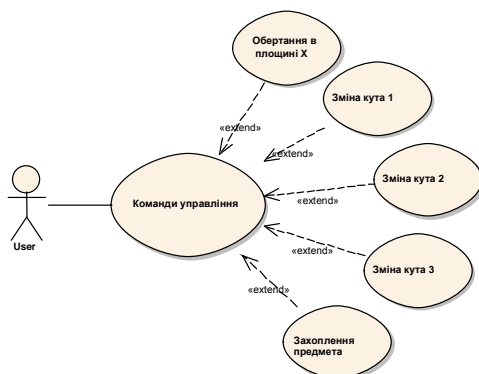 Обертання в
площині X
«extend»
Зміна кута 1
«extend»
Команди управління
Зміна кута 2
«extend»
User
Зміна кута 3
«extend»
«extend»
Захоплення
предмета